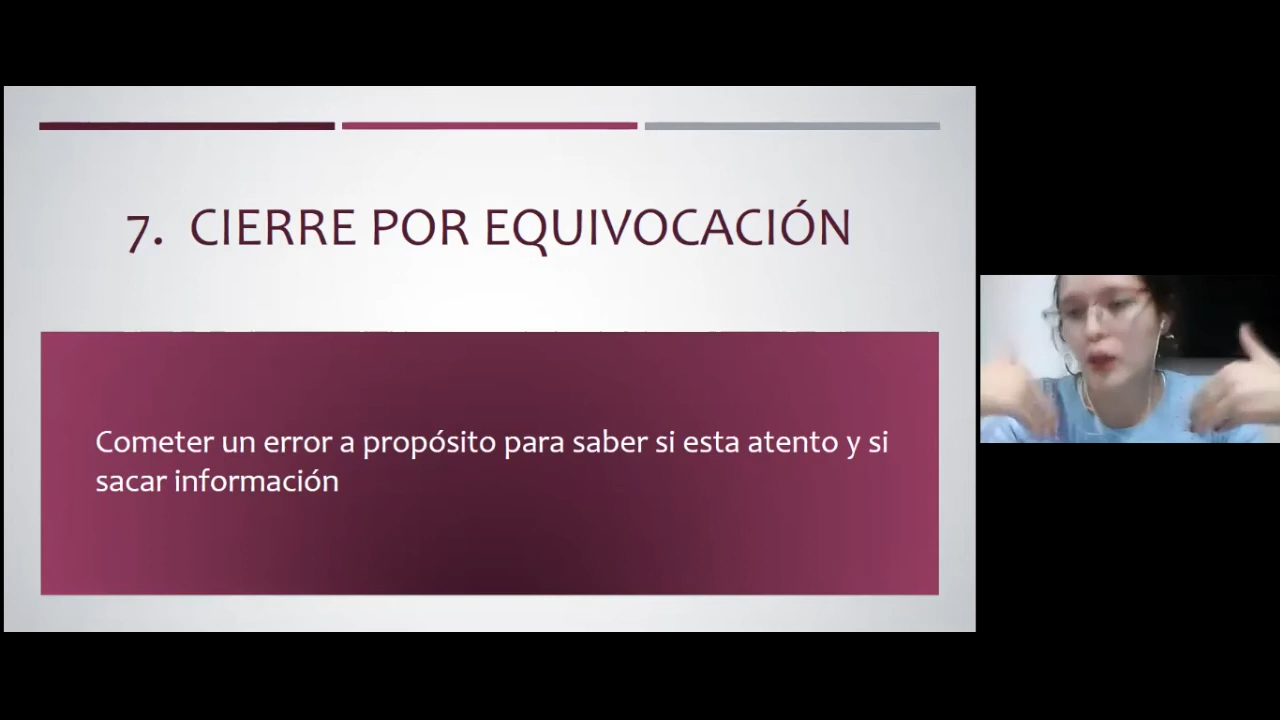 7. CIERRE POR EQUIVOCACIÓN
Cometer un error a propósito para saber si esta atento y si
sacar información